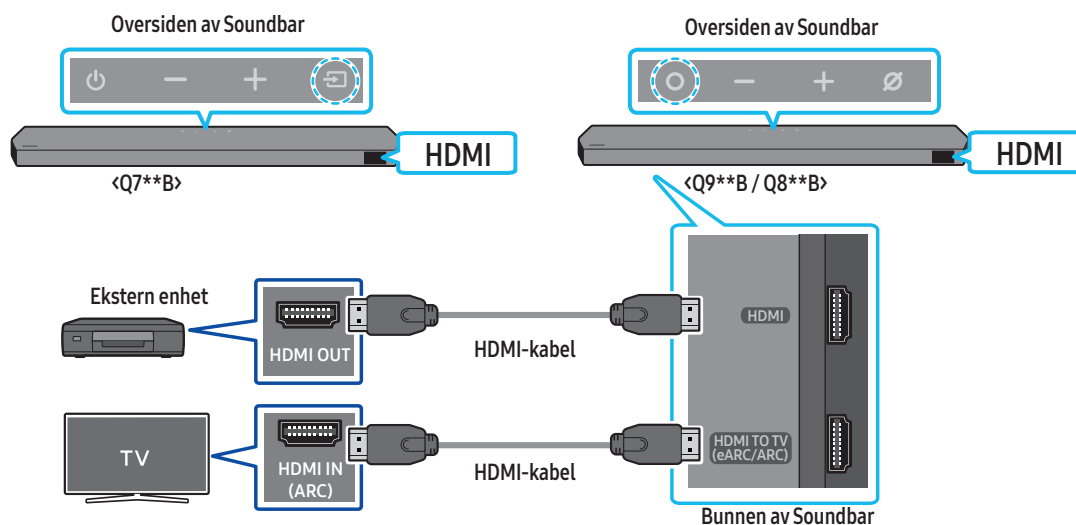 Oversiden av Soundbar
HDMI
<Q7**B>
Oversiden av Soundbar
HDMI
<Q9**B / Q8**B>
Ekstern enhet
HDMI OUT
HDMI-kabel
HDMI
TV
HDMI IN
(ARC)
HDMI-kabel
HDMI TO TV
(eARC/ARC)
Bunnen av Soundbar